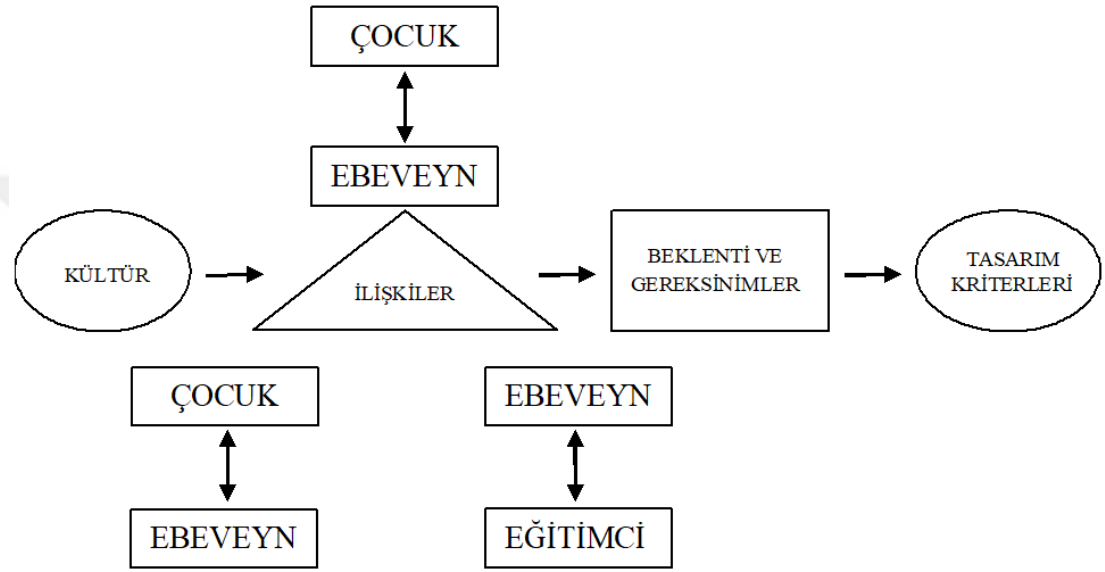 ÇOCUK
EBEVEYN
KÜLTÜR
İLİŞKİLER
BEKLENTİ VE
GEREKSİNİMLER
TASARIM
KRİTERLERİ
ÇOCUK
EBEVEYN
EBEVEYN
EĞİTİMCİ